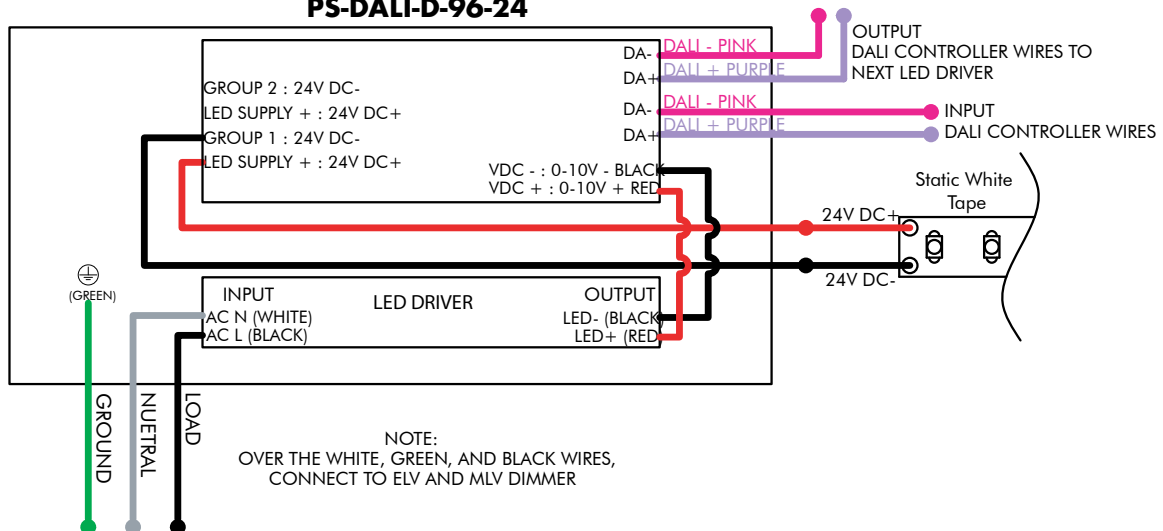 PS-DALI-D-96-24
DA-
DALI - PINK
DA+
DALI + PURPLE
OUTPUT
DALI CONTROLLER WIRES TO
NEXT LED DRIVER
DA-
DALI - PINK
DA+
DALI + PURPLE
INPUT
DALI CONTROLLER WIRES
GROUP 2 : 24V DC-
LED SUPPLY + : 24V DC+
GROUP 1 : 24V DC-
LED SUPPLY + : 24V DC+
VDC - : 0-10V - BLACK
VDC + : 0-10V + RED
Static White
Tape
24V DC+
24V DC-
(GREEN)
INPUT
LED DRIVER
OUTPUT
AC N (WHITE)
AC L (BLACK)
LED- (BLACK)
LED+ (RED
GROUND
NUETRAL
LOAD
NOTE:
OVER THE WHITE, GREEN, AND BLACK WIRES,
CONNECT TO ELV AND MLV DIMMER